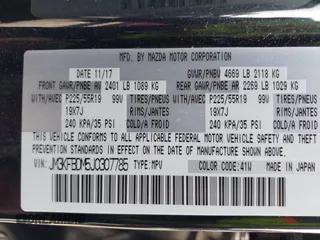 MFD. BY MAZDA MOTOR CORPORATION
DATE 11/17 GVWR/PNBV 4669 LB 2118 KG
FRONT GAWR/PNBE AV 2401 LB 1089 KG REAR GAWR/PNBE AR 2269 LB 1029 KG
WITH/AVEC P225/55R19 99V TIRES/PNEUS WITH/AVEC P225/55R19 99V TIRES/PNEUS
19X7J RIMS/JANTES 19X7J RIMS/JANTES
240 KPA/35 PSI COLD/A FROID 240 KPA/35 PSI COLD/A FROID
THIS VEHICLE CONFORMS TO ALL APPLICABLE FEDERAL MOTOR VEHICLE SAFETY AND THEFT
PREVENTION STANDARDS IN EFFECT ON THE DATE OF MANUFACTURE SHOWN ABOVE.
VIN: JM3KFBDM5J0307785 TYPE: MPV COLOR CODE: 41W MADE IN JAPAN